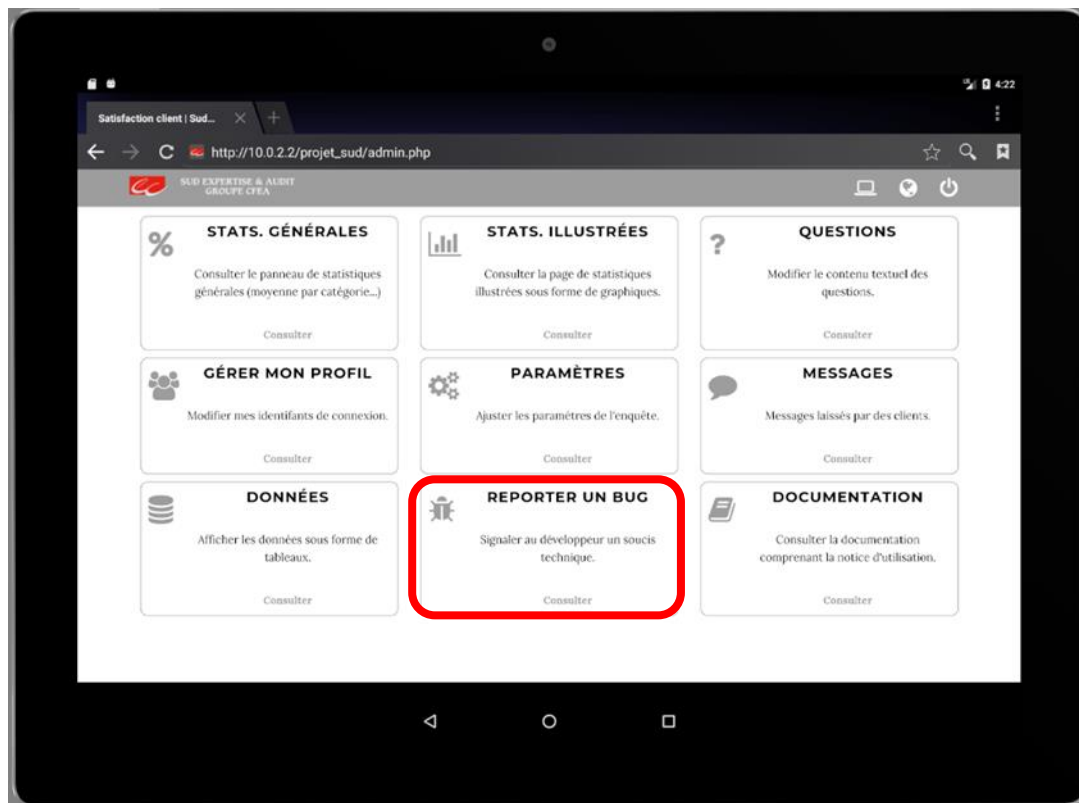 4:22
Satisfaction client | Sud...
http://10.0.2.2/projet_sud/admin.php
SUD EXPERTISE & AUDIT
GROUPE CFEA
STATS. GÉNÉRALES
Consulter le panneau de statistiques
générales (moyenne par catégorie...)
Consulter
STATS. ILLUSTRÉES
Consulter la page de statistiques
illustrées sous forme de graphiques.
Consulter
QUESTIONS
Modifier le contenu textuel des
questions.
Consulter
GÉRER MON PROFIL
Modifier mes identifants de connexion.
Consulter
PARAMÈTRES
Ajuster les paramètres de l'enquête.
Consulter
MESSAGES
Messages laissés par des clients.
Consulter
DONNÉES
Afficher les données sous forme de
tableaux.
Consulter
REPORTER UN BUG
Signaler au développeur un soucis
technique.
Consulter
DOCUMENTATION
Consulter la documentation
comprenant la notice d'utilisation.
Consulter